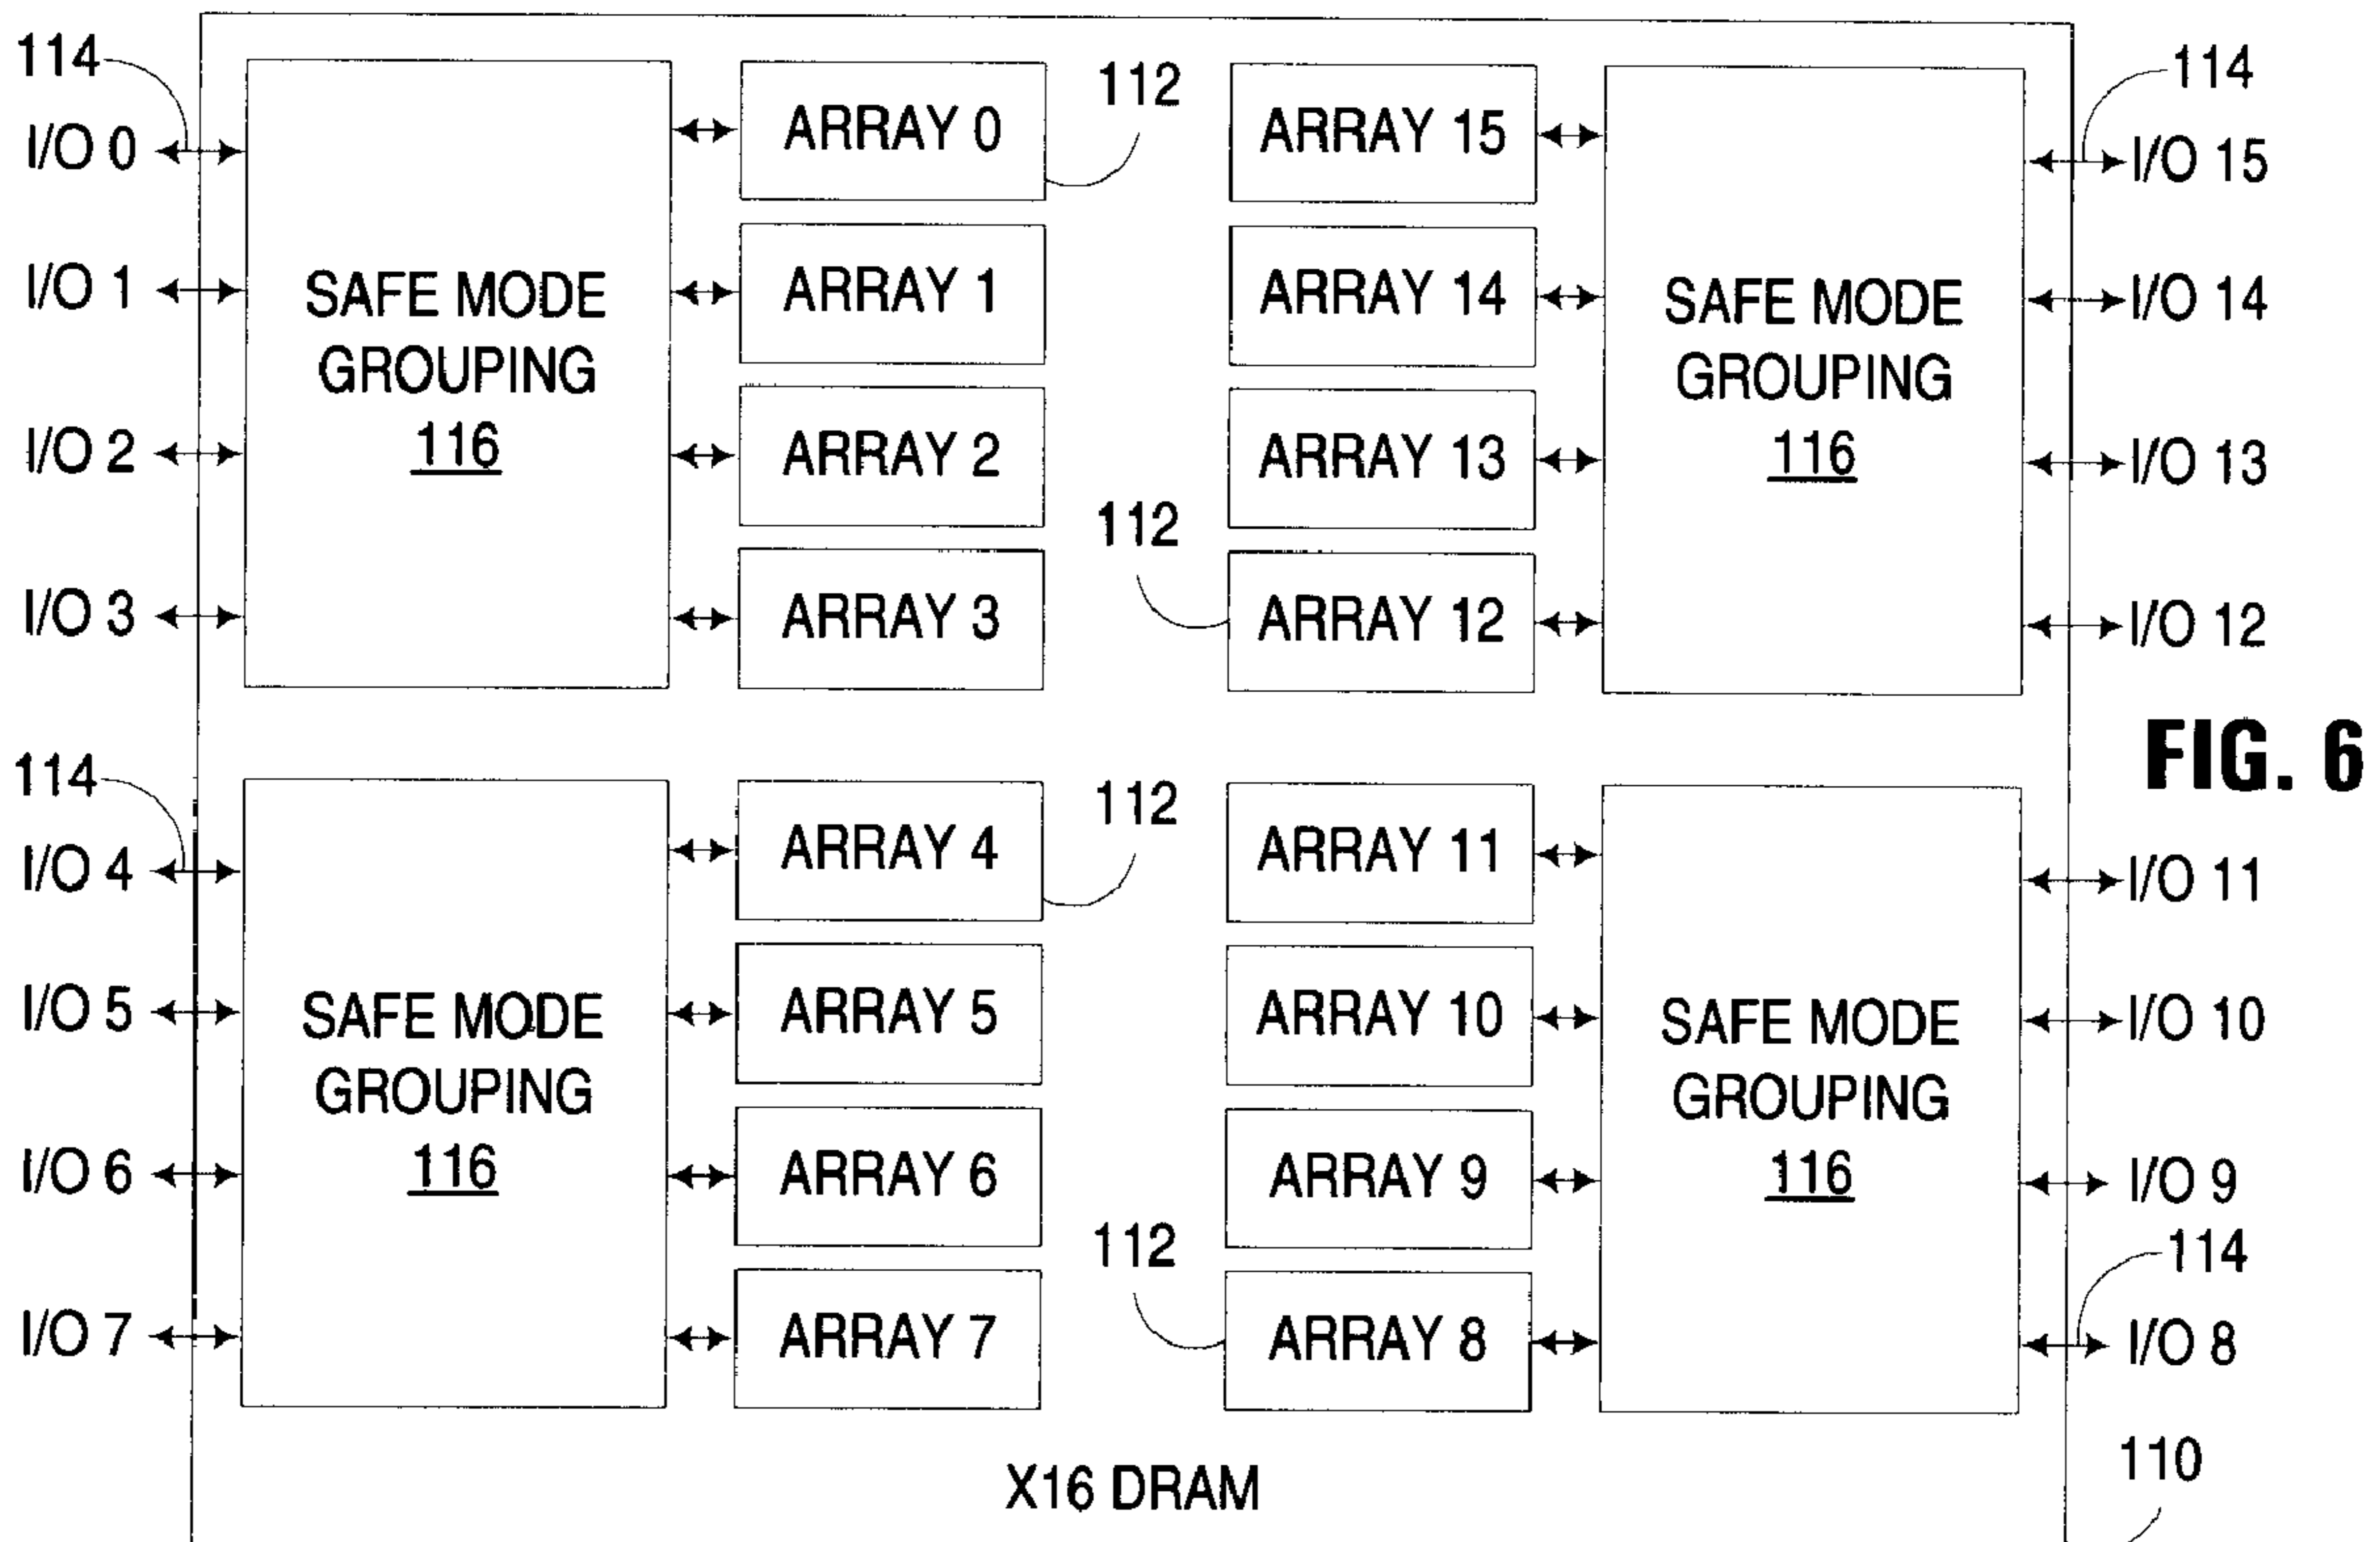 114
I/O 0
I/O 1
I/O 2
I/O 3
SAFE MODE
GROUPING
116
ARRAY 0
ARRAY 1
ARRAY 2
ARRAY 3
112
112
ARRAY 15
ARRAY 14
ARRAY 13
ARRAY 12
SAFE MODE
GROUPING
116
114
I/O 15
I/O 14
I/O 13
I/O 12
FIG. 6
114
I/O 4
I/O 5
I/O 6
I/O 7
SAFE MODE
GROUPING
116
ARRAY 4
ARRAY 5
ARRAY 6
ARRAY 7
112
112
ARRAY 11
ARRAY 10
ARRAY 9
ARRAY 8
SAFE MODE
GROUPING
116
I/O 11
I/O 10
I/O 9
114
I/O 8
X16 DRAM
110